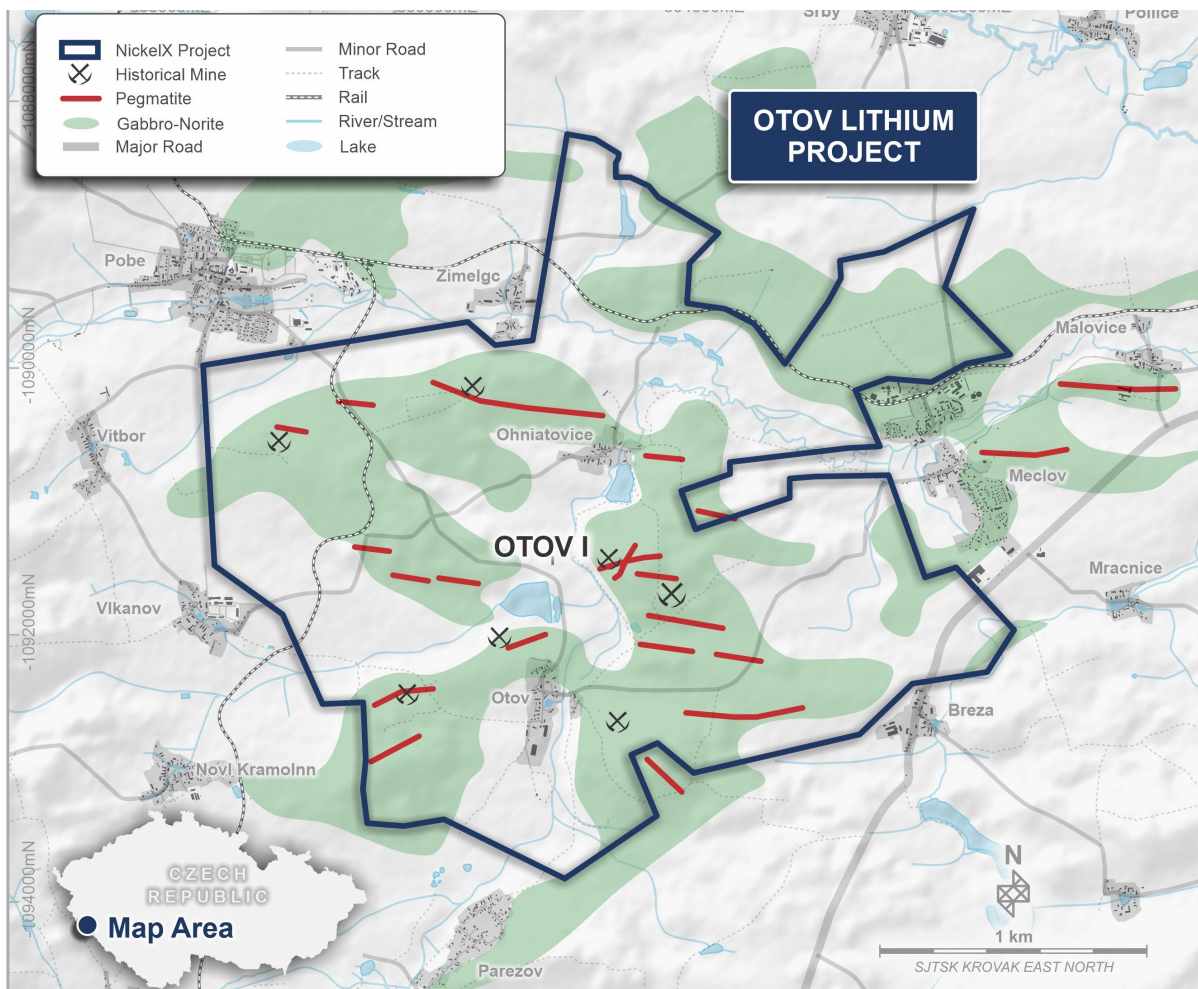 Srby
NickelX Project
Historical Mine
Pegmatite
Gabbro-Norite
Major Road
Minor Road
Track
Rail
River/Stream
Lake
OTOV LITHIUM
PROJECT
-1088000mN
Pobe
Zimelgc
-1090000mN
Malovice
Vitbor
Ohniatovice
Meclov
OTOV I
Mracnice
Vlkanov
-1092000mN
Otov
Breza
Novl Kramolnn
CZECH
REPUBLIC
Map Area
-1094000mN
Parezov
N
1 km
SJTSK KROVAK EAST NORTH